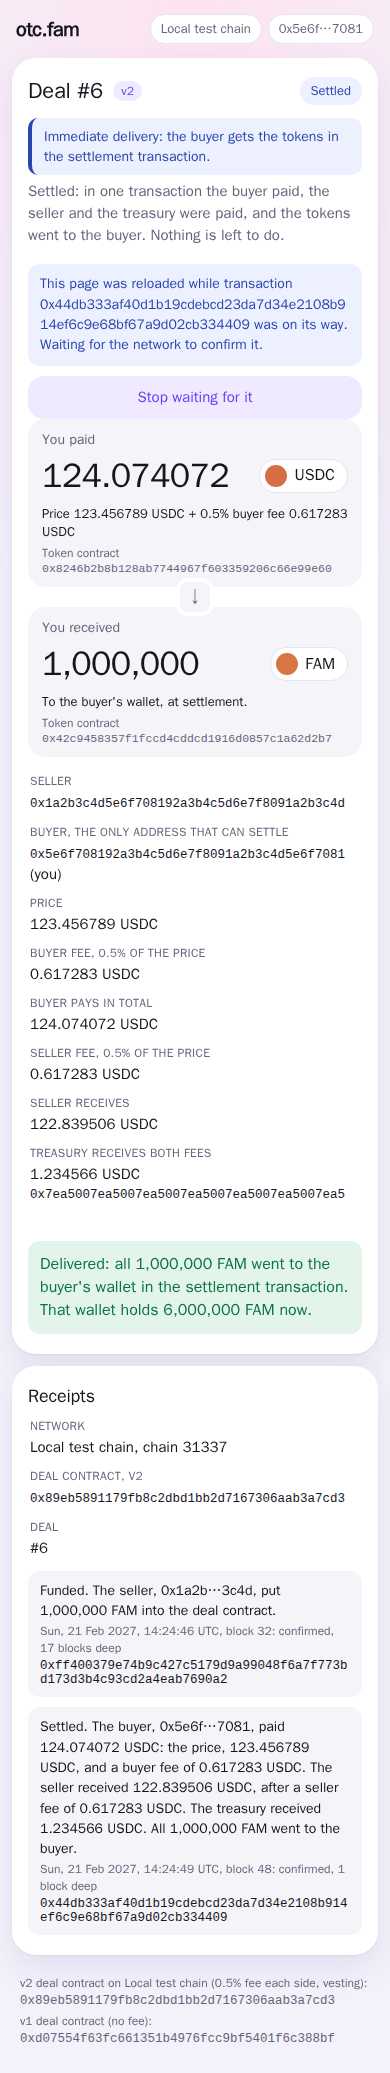 otc.fam
Local test chain
0x5e6f···7081
Deal #6
v2
Settled
Immediate delivery: the buyer gets the tokens in
the settlement transaction.
Settled: in one transaction the buyer paid, the
seller and the treasury were paid, and the tokens
went to the buyer. Nothing is left to do.
This page was reloaded while transaction
0x44db333af40d1b19cdebcd23da7d34e2108b9
14ef6c9e68bf67a9d02cb334409 was on its way.
Waiting for the network to confirm it.
Stop waiting for it
You paid
124.074072
USDC
Price 123.456789 USDC + 0.5% buyer fee 0.617283
USDC
Token contract
0x8246b2b8b128ab7744967f603359206c66e99e60
↓
You received
1,000,000
FAM
To the buyer's wallet, at settlement.
Token contract
0x42c9458357f1fccd4cddcd1916d0857c1a62d2b7
SELLER
0x1a2b3c4d5e6f708192a3b4c5d6e7f8091a2b3c4d
BUYER, THE ONLY ADDRESS THAT CAN SETTLE
0x5e6f708192a3b4c5d6e7f8091a2b3c4d5e6f7081
(you)
PRICE
123.456789 USDC
BUYER FEE, 0.5% OF THE PRICE
0.617283 USDC
BUYER PAYS IN TOTAL
124.074072 USDC
SELLER FEE, 0.5% OF THE PRICE
0.617283 USDC
SELLER RECEIVES
122.839506 USDC
TREASURY RECEIVES BOTH FEES
1.234566 USDC
0x7ea5007ea5007ea5007ea5007ea5007ea5007ea5
Delivered: all 1,000,000 FAM went to the
buyer's wallet in the settlement transaction.
That wallet holds 6,000,000 FAM now.
Receipts
NETWORK
Local test chain, chain 31337
DEAL CONTRACT, V2
0x89eb5891179fb8c2dbd1bb2d7167306aab3a7cd3
DEAL
#6
Funded. The seller, 0x1a2b···3c4d, put
1,000,000 FAM into the deal contract.
Sun, 21 Feb 2027, 14:24:46 UTC, block 32: confirmed,
17 blocks deep
0xff400379e74b9c427c5179d9a99048f6a7f773b
d173d3b4c93cd2a4eab7690a2
Settled. The buyer, 0x5e6f···7081, paid
124.074072 USDC: the price, 123.456789
USDC, and a buyer fee of 0.617283 USDC. The
seller received 122.839506 USDC, after a seller
fee of 0.617283 USDC. The treasury received
1.234566 USDC. All 1,000,000 FAM went to the
buyer.
Sun, 21 Feb 2027, 14:24:49 UTC, block 48: confirmed, 1
block deep
0x44db333af40d1b19cdebcd23da7d34e2108b914
ef6c9e68bf67a9d02cb334409
v2 deal contract on Local test chain (0.5% fee each side, vesting):
0x89eb5891179fb8c2dbd1bb2d7167306aab3a7cd3
v1 deal contract (no fee):
0xd07554f63fc661351b4976fcc9bf5401f6c388bf